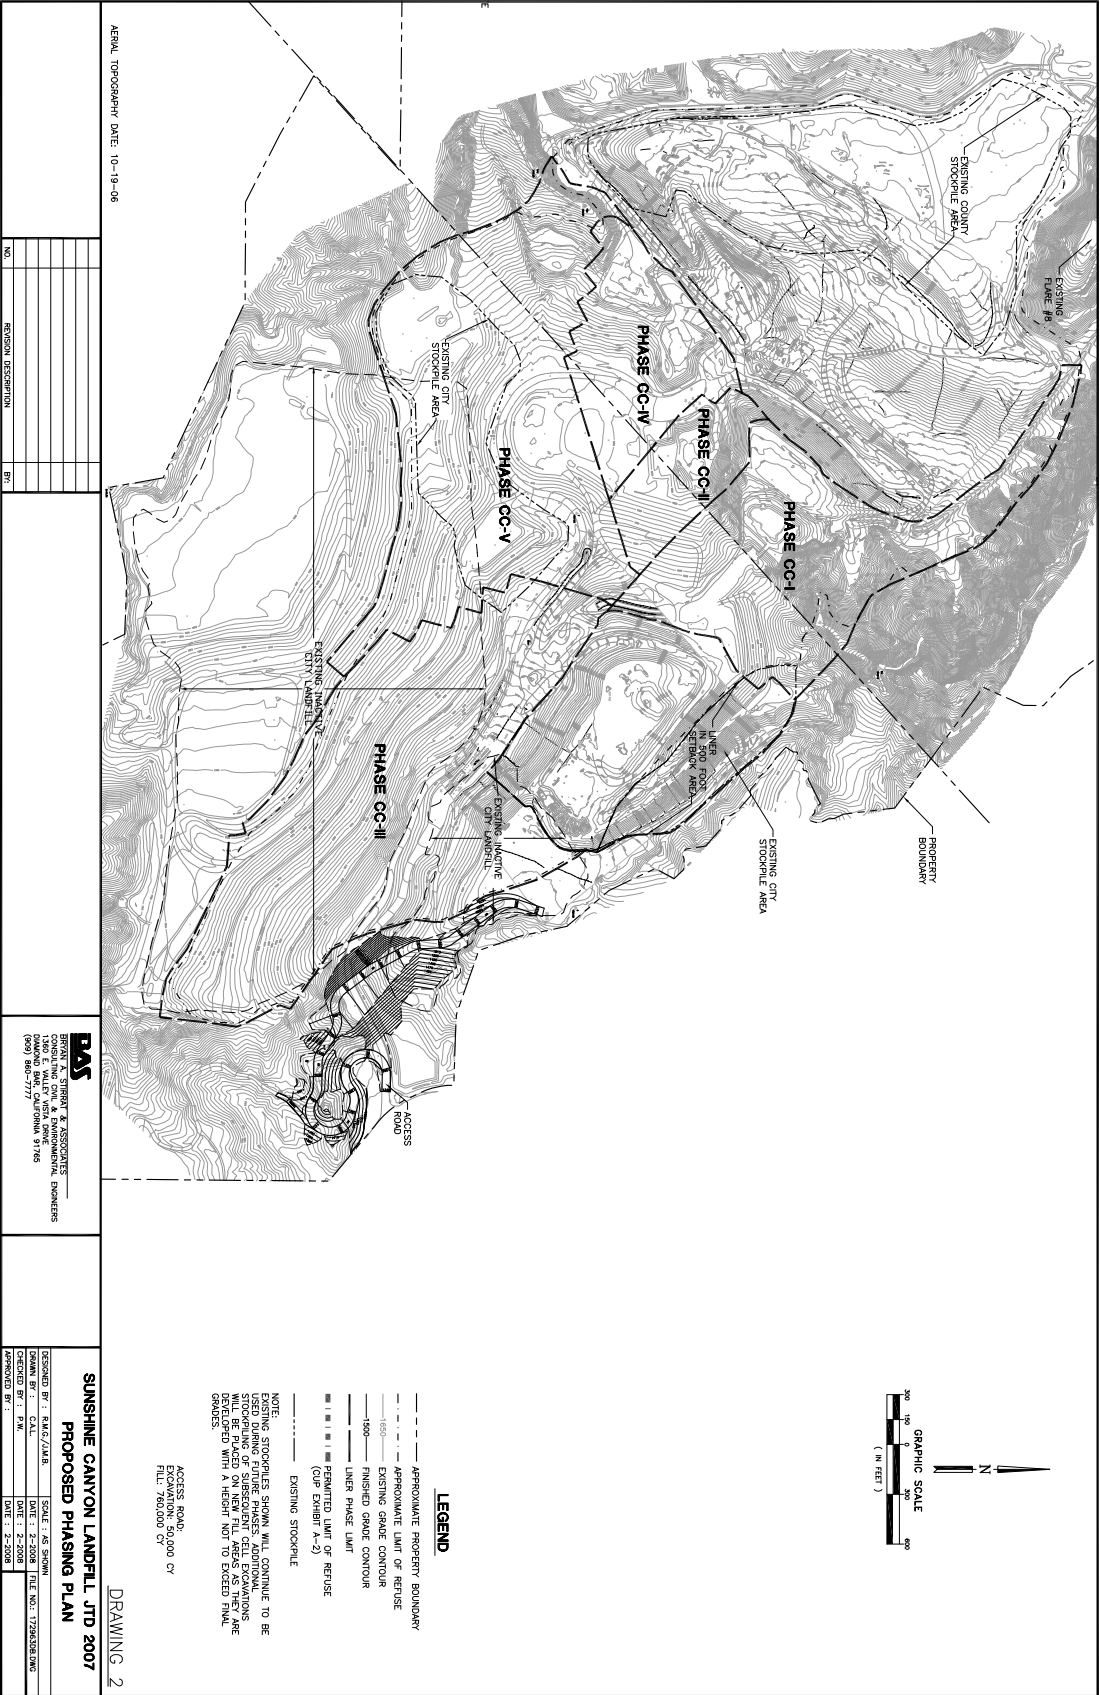 EXISTING COUNTY
STOCKPILE AREA
EXISTING
FLARE #8
PHASE CC-IV
PHASE CC-II
PHASE CC-I
EXISTING CITY
STOCKPILE AREA
PHASE CC-V
LINER
IN 500 FOOT
SETBACK AREA
EXISTING CITY
STOCKPILE AREA
PROPERTY
BOUNDARY
EXISTING INACTIVE
CITY LANDFILL
PHASE CC-III
EXISTING INACTIVE
CITY LANDFILL
ACCESS
ROAD
AERIAL TOPOGRAPHY DATE: 10-19-06
N
GRAPHIC SCALE
300 150 0 300 600
( IN FEET )
LEGEND
APPROXIMATE PROPERTY BOUNDARY
APPROXIMATE LIMIT OF REFUSE
1650 EXISTING GRADE CONTOUR
1500 FINISHED GRADE CONTOUR
LINER PHASE LIMIT
PERMITTED LIMIT OF REFUSE
(CUP EXHIBIT A-2)
EXISTING STOCKPILE
NOTE:
EXISTING STOCKPILES SHOWN WILL CONTINUE TO BE
USED DURING FUTURE PHASES. ADDITIONAL
STOCKPILING OF SUBSEQUENT CELL EXCAVATIONS
WILL BE PLACED ON NEW FILL AREAS AS THEY ARE
DEVELOPED WITH A HEIGHT NOT TO EXCEED FINAL
GRADES.
ACCESS ROAD:
EXCAVATION: 50,000 CY
FILL: 760,000 CY
DRAWING 2
NO. REVISION DESCRIPTION BY:
BAS
BRYAN A. STIRRAT & ASSOCIATES
CONSULTING CIVIL & ENVIRONMENTAL ENGINEERS
1360 E. VALLEY VISTA DRIVE
DIAMOND BAR, CALIFORNIA 91765
(909) 860-7777
SUNSHINE CANYON LANDFILL JTD 2007
PROPOSED PHASING PLAN
DESIGNED BY : R.M.G./J.M.B. SCALE : AS SHOWN
DRAWN BY : C.A.L. DATE : 2-2008 FILE NO.: 1729630B.DWG
CHECKED BY : P.W. DATE : 2-2008
APPROVED BY : DATE : 2-2008